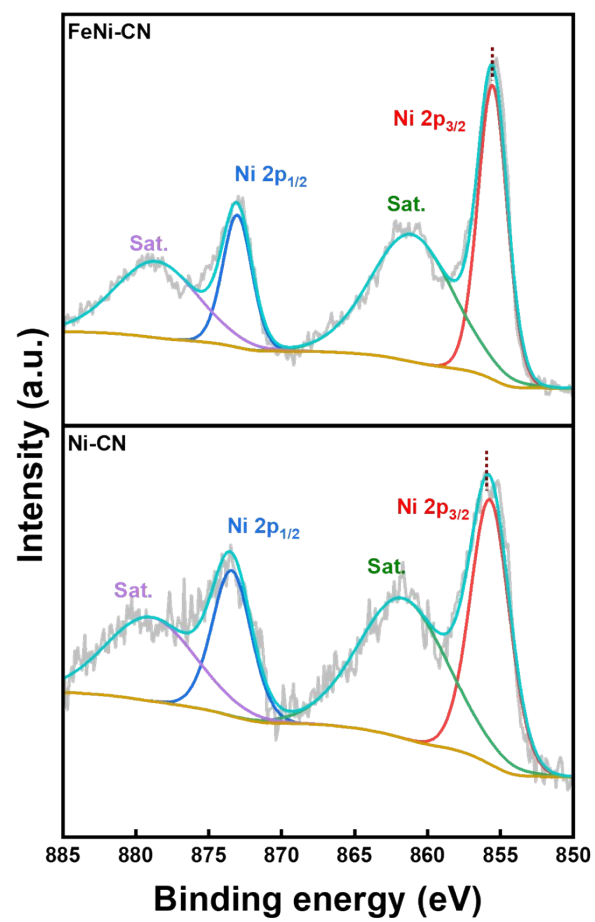 FeNi-CN
Ni 2p3/2
Ni 2p1/2
Sat.
Sat.
Ni-CN
Ni 2p3/2
Ni 2p1/2
Sat.
Sat.
Intensity (a.u.)
885 880 875 870 865 860 855 850
Binding energy (eV)